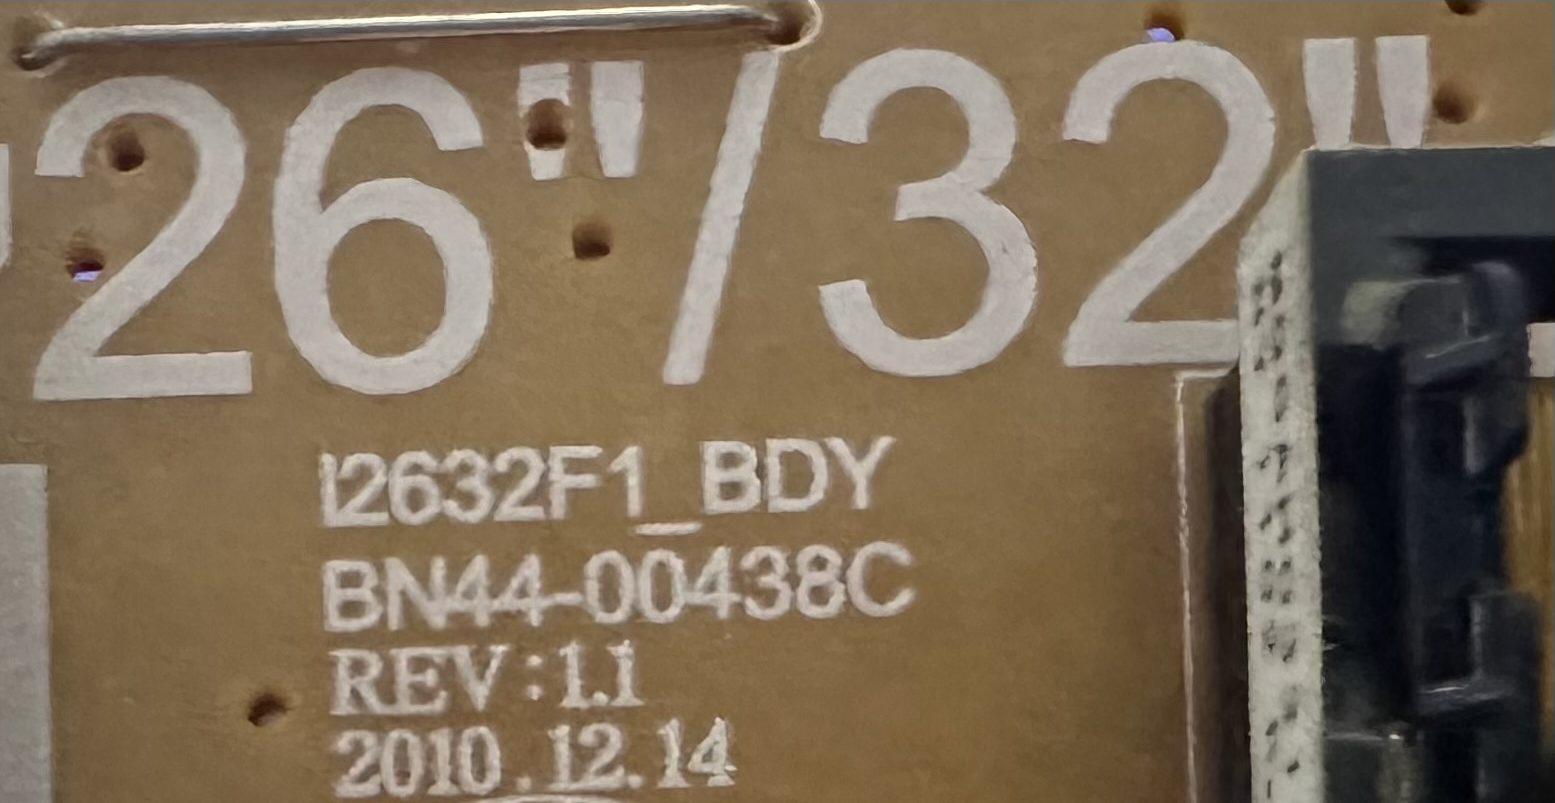 26"/32"
I2632F1_BDY
BN44-00438C
REV:1.1
2010.12.14